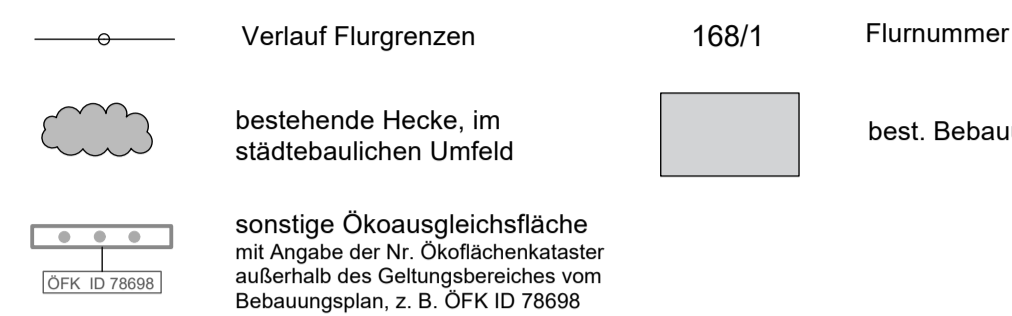 Verlauf Flurgrenzen
168/1
Flurnummer
bestehende Hecke, im
städtebaulichen Umfeld
best.
sonstige Ökoausgleichsfläche
mit Angabe der Nr. Ökoflächenkataster
außerhalb des Geltungsbereiches vom
Bebauungsplan, z. B. ÖFK ID 78698
ÖFK ID 78698